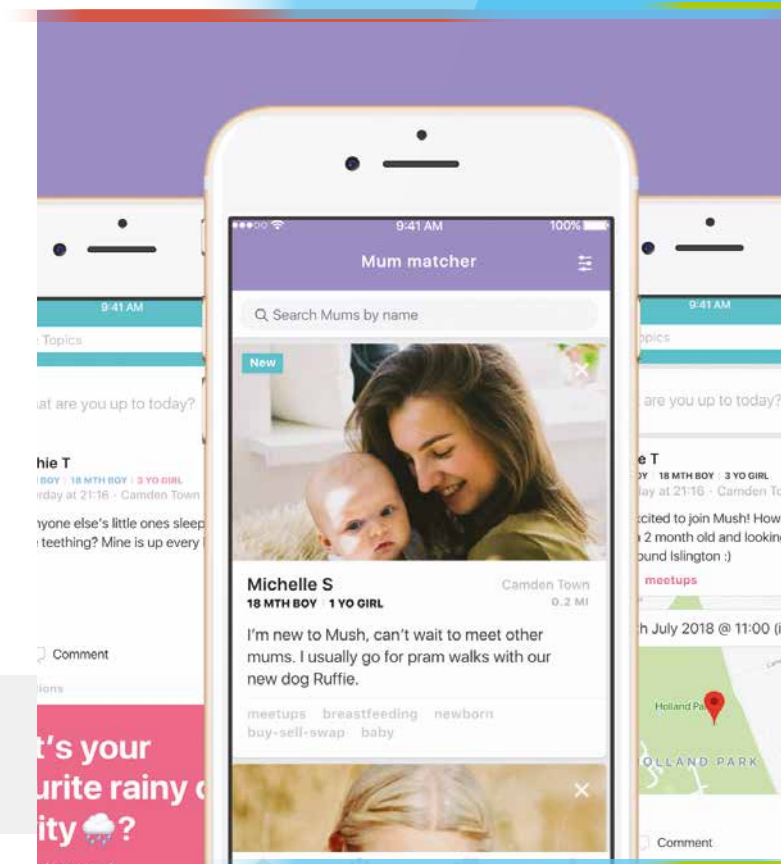 9:41 AM
Topics
at are you up to today?
hie T
BOY 18 MTH BOY 3 YO GIRL
rday at 21:16 · Camden Town
nyone else's little ones sleep
teething? Mine is up every
Comment
t's your
urite rainy d
ity 🌧️?
9:41 AM 100%
Mum matcher
Search Mums by name
New
Michelle S
Camden Town
18 MTH BOY 1 YO GIRL
0.2 MI
I'm new to Mush, can't wait to meet other
mums. I usually go for pram walks with our
new dog Ruffie.
meetups breastfeeding newborn
buy-sell-swap baby
9:41 AM
opics
are you up to today?
e T
OY 18 MTH BOY 3 YO GIRL
lay at 21:16 · Camden To
cited to join Mush! How
2 month old and lookin
ound Islington :)
meetups
h July 2018 @ 11:00 (i
Holland Pa
OLLAND PARK
Comment